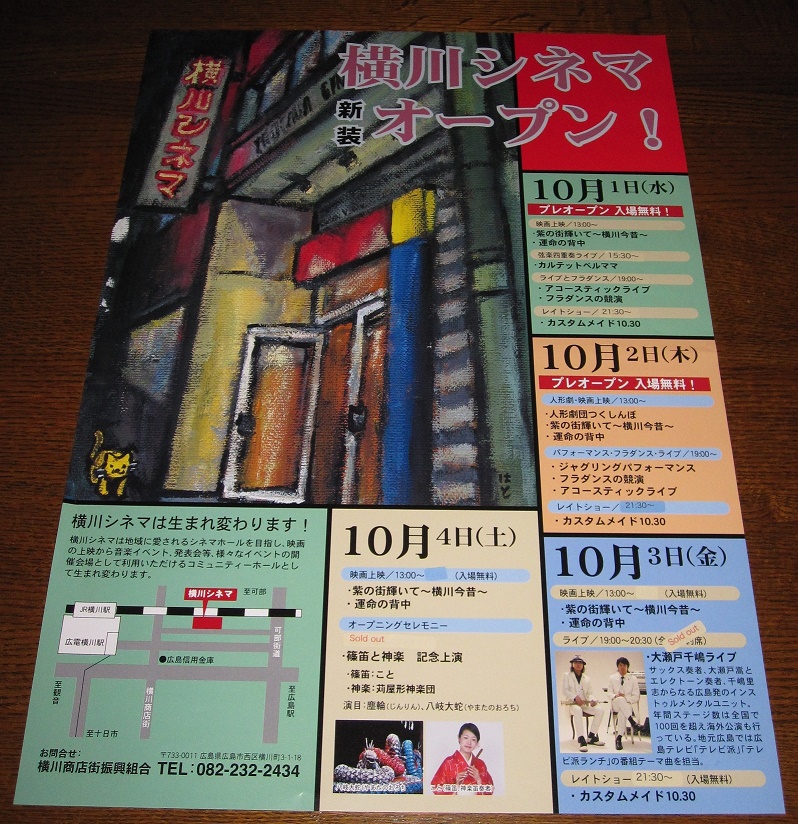 横川シネマ
横川シネマ
新装
オープン！
10月1日(水)
プレオープン 入場無料！
映画上映／13:00～
・紫の街輝いて～横川今昔～
・運命の背中
弦楽四重奏ライブ／15:30～
・カルテットベルママ
ライブとフラダンス／19:00～
・アコースティックライブ
・フラダンスの競演
レイトショー／21:30～
・カスタムメイド10.30
10月2日(木)
プレオープン 入場無料！
人形劇・映画上映／13:00～
・人形劇団つくしんぼ
・紫の街輝いて～横川今昔～
・運命の背中
パフォーマンス・フラダンス・ライブ／19:00～
・ジャグリングパフォーマンス
・フラダンスの競演
・アコースティックライブ
レイトショー／21:30～
・カスタムメイド10.30
10月3日(金)
映画上映／13:00～ (入場無料)
・紫の街輝いて～横川今昔～
・運命の背中
ライブ／19:00～20:30 Sold out
・大瀬戸千嶋ライブ
サックス奏者、大瀬戸嵩と
エレクトーン奏者、千嶋里
志からなる広島発のインス
トゥルメンタルユニット。
年間ステージ数は全国で
100回を超え海外公演も行
っている。地元広島では広
島テレビ｢テレビ派｣｢テレ
ビ派ランチ｣の番組テーマ曲を担当。
レイトショー 21:30～ (入場無料)
・カスタムメイド10.30
10月4日(土)
映画上映／13:00～ (入場無料)
・紫の街輝いて～横川今昔～
・運命の背中
オープニングセレモニー
Sold out
・篠笛と神楽 記念上演
・篠笛：こと
・神楽：苅屋形神楽団
演目：塵輪(じんりん)、八岐大蛇(やまたのおろち)
八岐大蛇(やまたのおろち
こと(篠笛、神楽笛奏者)
横川シネマは生まれ変わります！
横川シネマは地域に愛されるシネマホールを目指し、映画
の上映から音楽イベント、発表会等、様々なイベントの開
催会場として利用いただけるコミュニティーホールとし
て生まれ変わります。
横川シネマ
至可部
JR横川駅
広電横川駅
●広島信用金庫
可部街道
至観音
横川商店街
至広島駅
至十日市
お問合せ：
〒733-0011 広島県広島市西区横川町3-1-18
横川商店街振興組合 TEL：082-232-2434